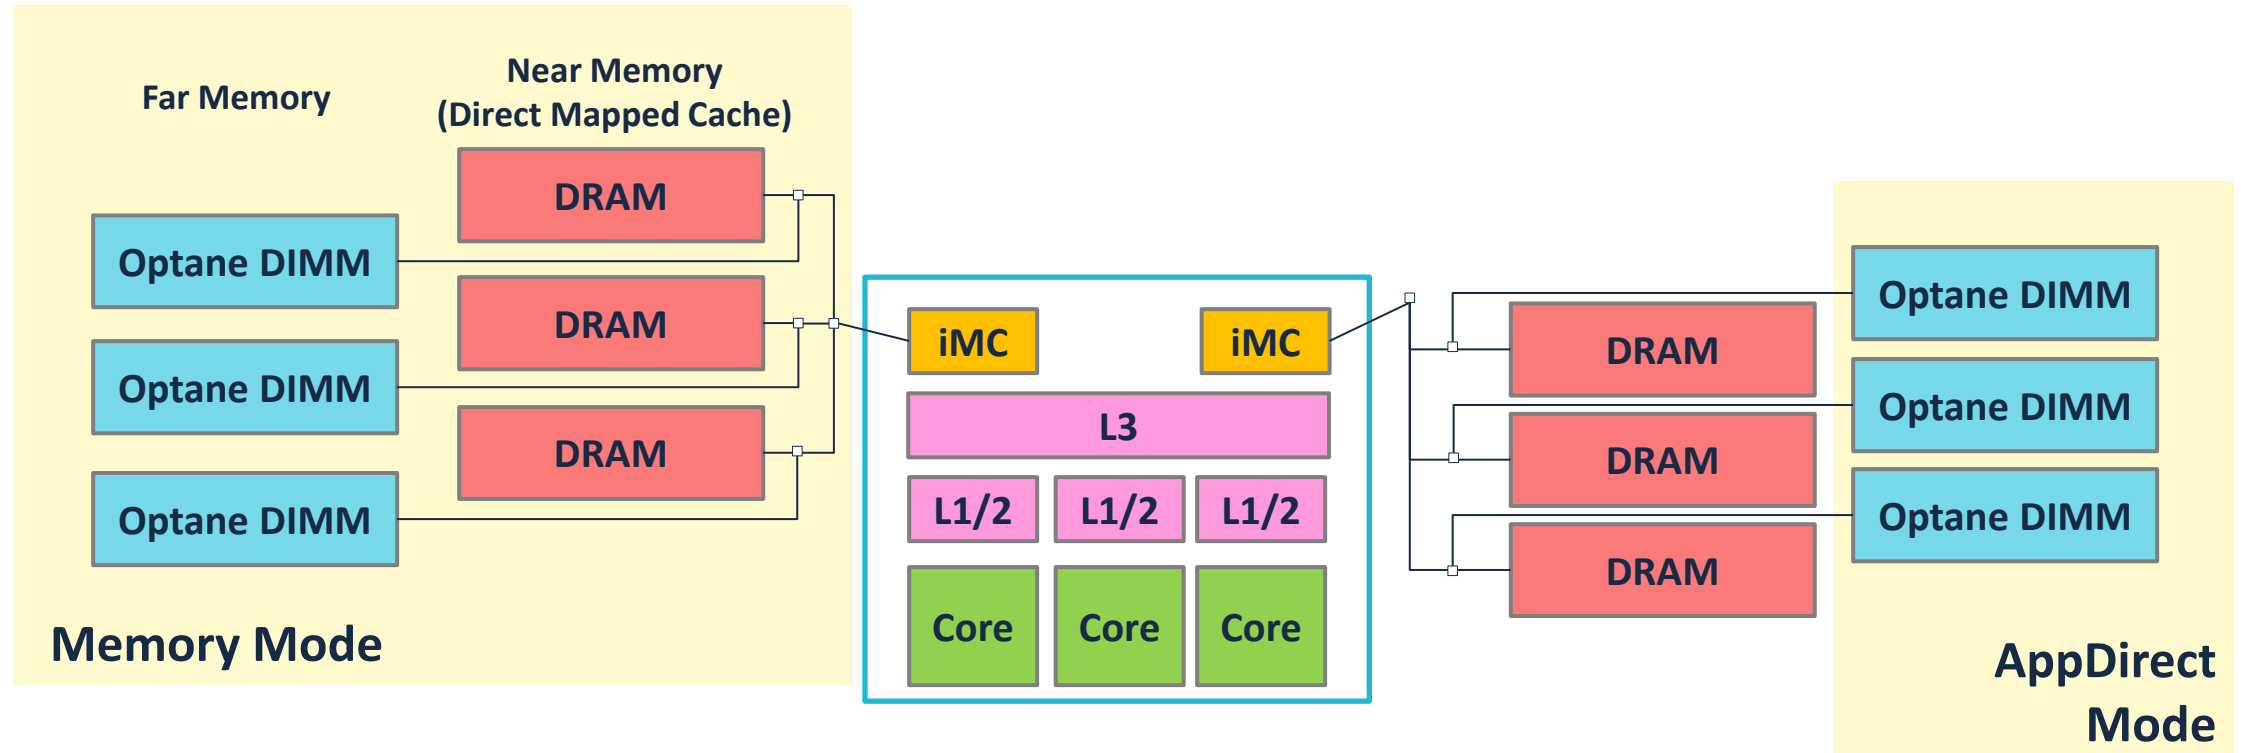 Far Memory
Near Memory
(Direct Mapped Cache)
DRAM
Optane DIMM
DRAM
Optane DIMM
DRAM
Optane DIMM
Memory Mode
iMC
iMC
L3
L1/2
L1/2
L1/2
Core
Core
Core
DRAM
DRAM
DRAM
Optane DIMM
Optane DIMM
Optane DIMM
AppDirect
Mode